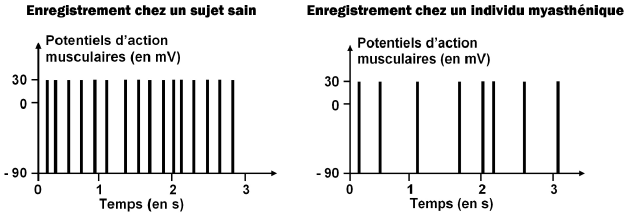 Enregistrement chez un sujet sain
Potentiels d'action
musculaires (en mV)
30
0
- 90
0 1 2 3
Temps (en s)
Enregistrement chez un individu myasthénique
Potentiels d'action
musculaires (en mV)
30
0
- 90
0 1 2 3
Temps (en s)